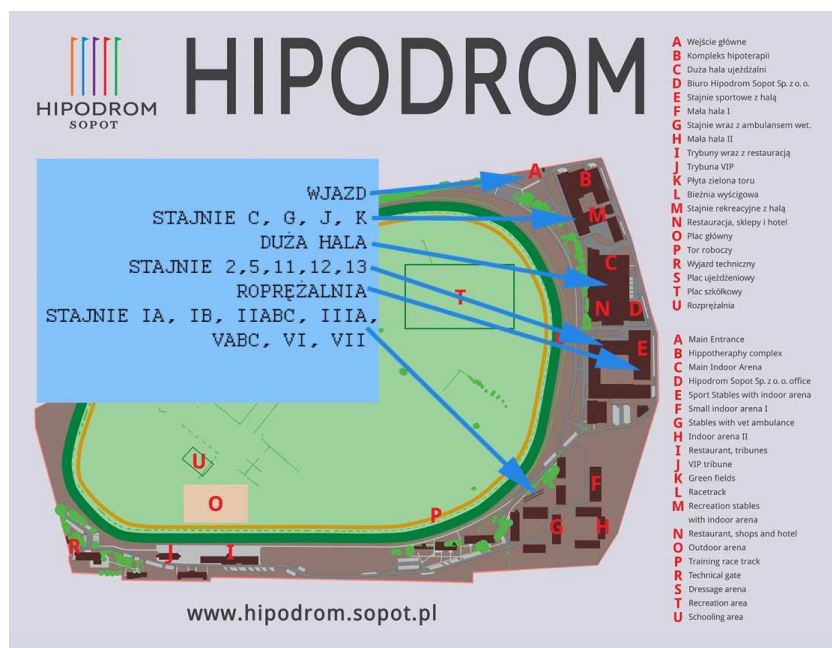 HIPODROM
SOPOT
HIPODROM
WJAZD
STAJNIE C, G, J, K
DUŻA HALA
STAJNIE 2,5,11,12,13
ROPRĘŻALNIA
STAJNIE IA, IB, IIABC, IIIA,
VABC, VI, VII
A
B
M
C
T
N D
L
E
U
O
P
F
G H
R
J
I
www.hipodrom.sopot.pl
A Wejście główne
B Kompleks hipoterapii
C Duża hala ujeżdżalni
D Biuro Hipodrom Sopot Sp. z o. o.
E Stajnie sportowe z halą
F Mała hala I
G Stajnie wraz z ambulansem wet.
H Mała hala II
I Trybuny wraz z restauracją
J Trybuna VIP
K Płyta zielona toru
L Bieżnia wyścigowa
M Stajnie rekreacyjne z halą
N Restauracja, sklepy i hotel
O Plac główny
P Tor roboczy
R Wyjazd techniczny
S Plac ujeżdżeniowy
T Plac szkółkowy
U Rozprężalnia
A Main Entrance
B Hippotheraphy complex
C Main Indoor Arena
D Hipodrom Sopot Sp. z o. o. office
E Sport Stables with indoor arena
F Small indoor arena I
G Stables with vet ambulance
H Indoor arena II
I Restaurant, tribunes
J VIP tribune
K Green fields
L Racetrack
M Recreation stables
with indoor arena
N Restaurant, shops and hotel
O Outdoor arena
P Training race track
R Technical gate
S Dressage arena
T Recreation area
U Schooling area